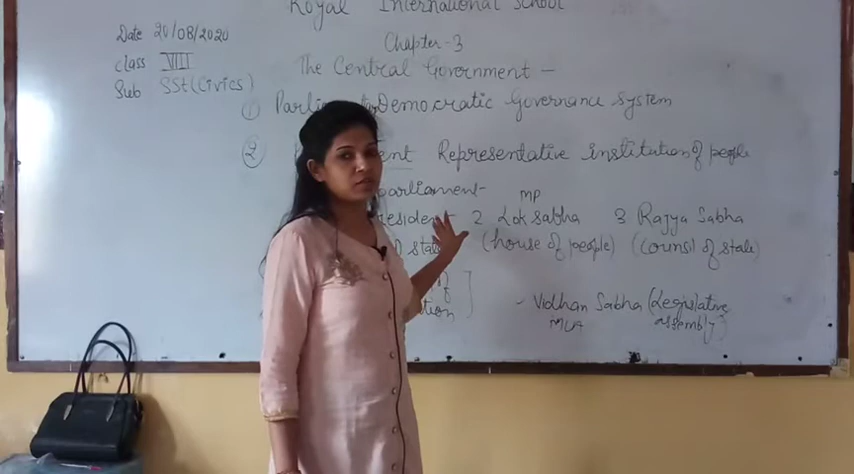 Royal International School
Date 20/08/2020
Chapter-3
Class VIII
The Central Government -
Sub SSt (Civics)
① Democratic Governance System
② Representative institution of people
parliament- MP
2 Lok sabha 3 Rajya Sabha
(house of people) (Counsil of state)
Vidhan Sabha (Legislative
MLA assembly)